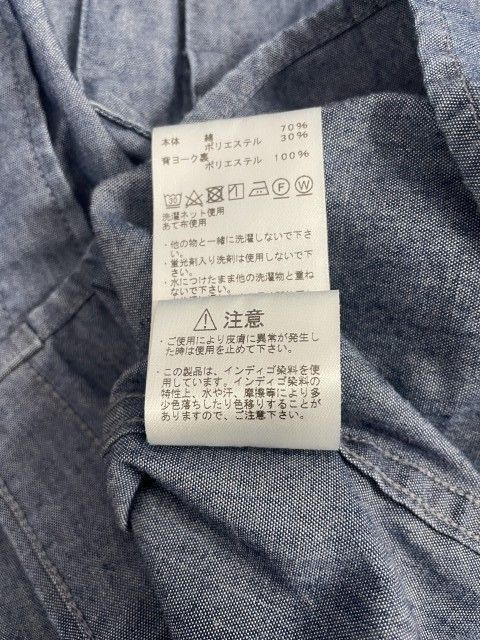 本体 綿 70%
ポリエステル 30%
背ヨーク裏 ポリエステル 100%
30 F W
洗濯ネット使用
あて布使用
・他の物と一緒に洗濯しないで下さ
い。
・蛍光剤入り洗剤は使用しないで下
さい。
・水につけたまま他の洗濯物と重ね
ないで下さい。
注意
・ご使用により皮膚に異常が発生し
た時は使用を止めて下さい。
・この製品は、インディゴ染料を使
用しています。インディゴ染料の
特性上、水や汗、摩擦等により多
少色落ちしたり色移りすることが
ありますので、ご注意下さい。